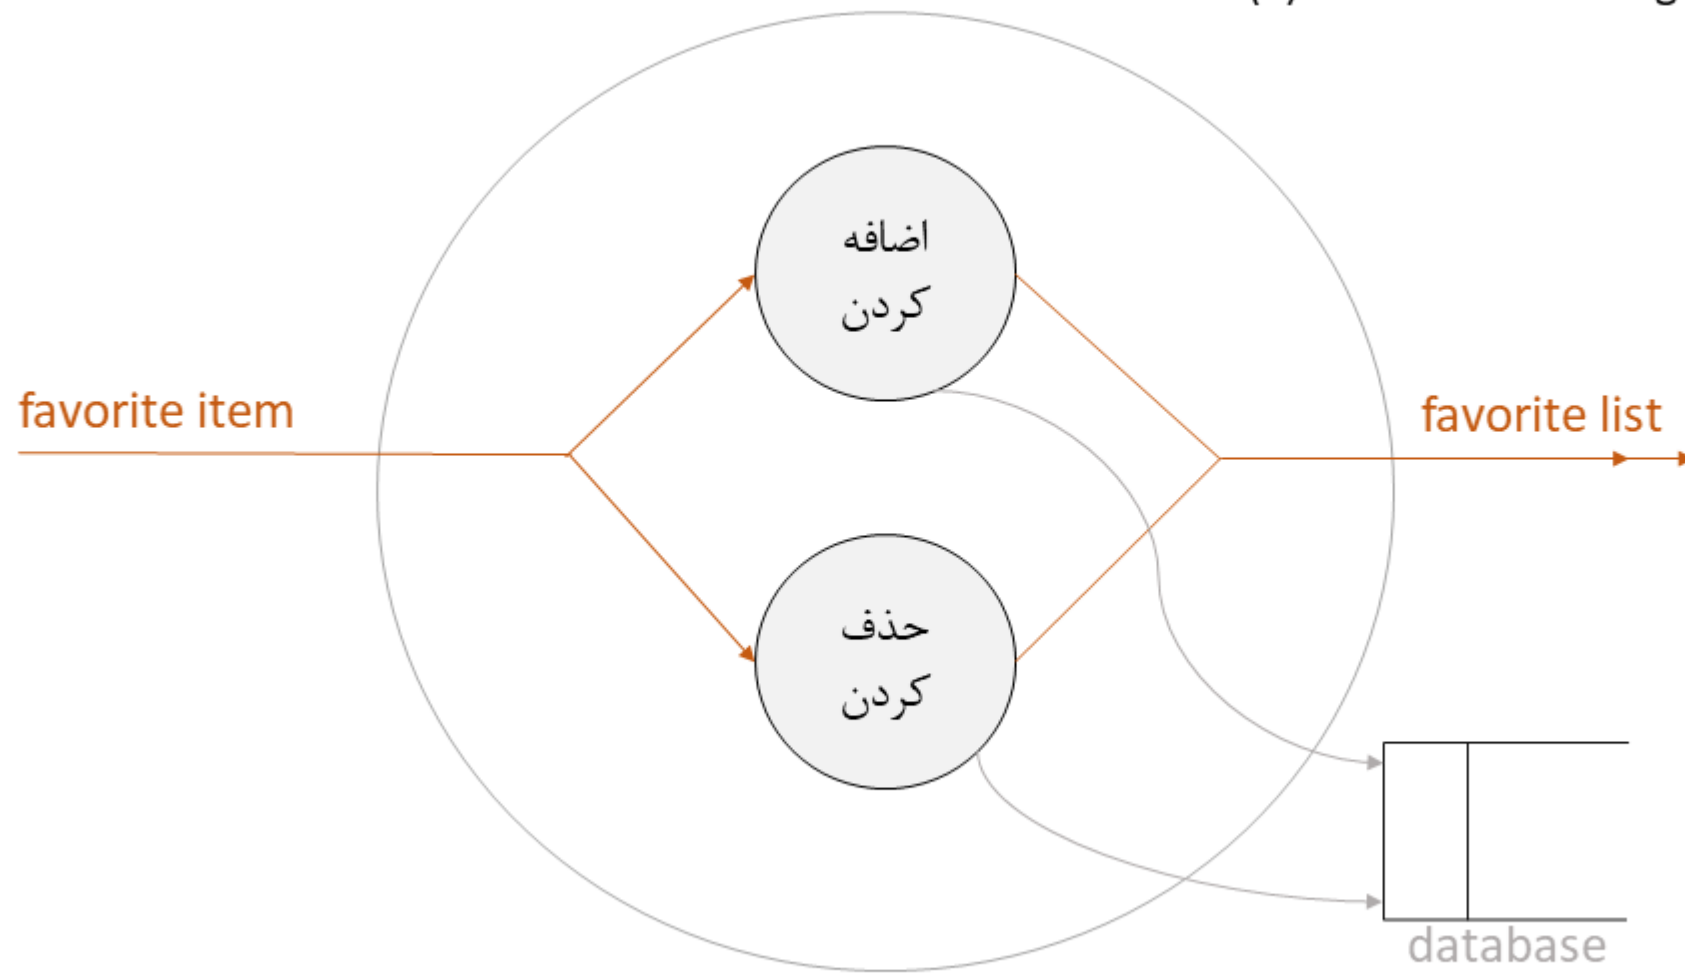 اضافه
کردن
favorite item
favorite list
حذف
کردن
database